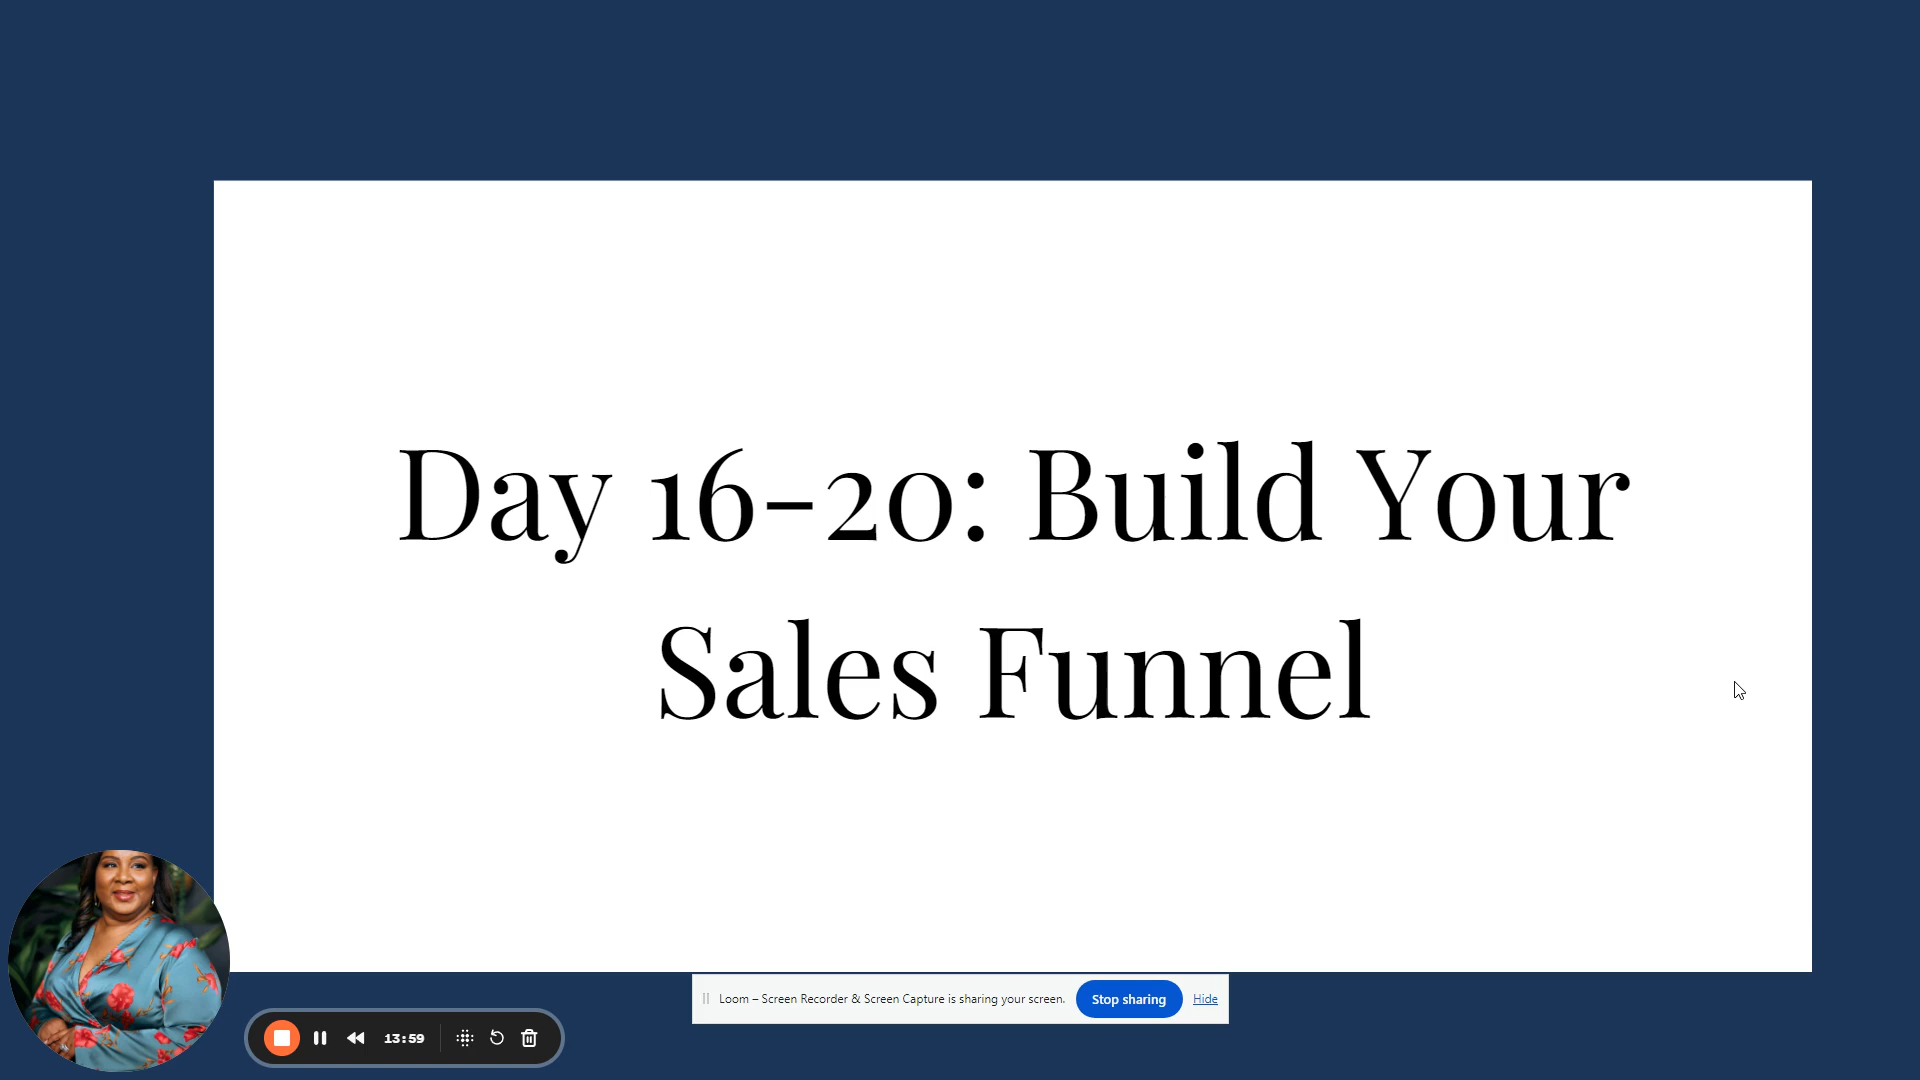 Day 16-20: Build Your
Sales Funnel
Loom – Screen Recorder & Screen Capture is sharing your screen.
Stop sharing
Hide
13:59